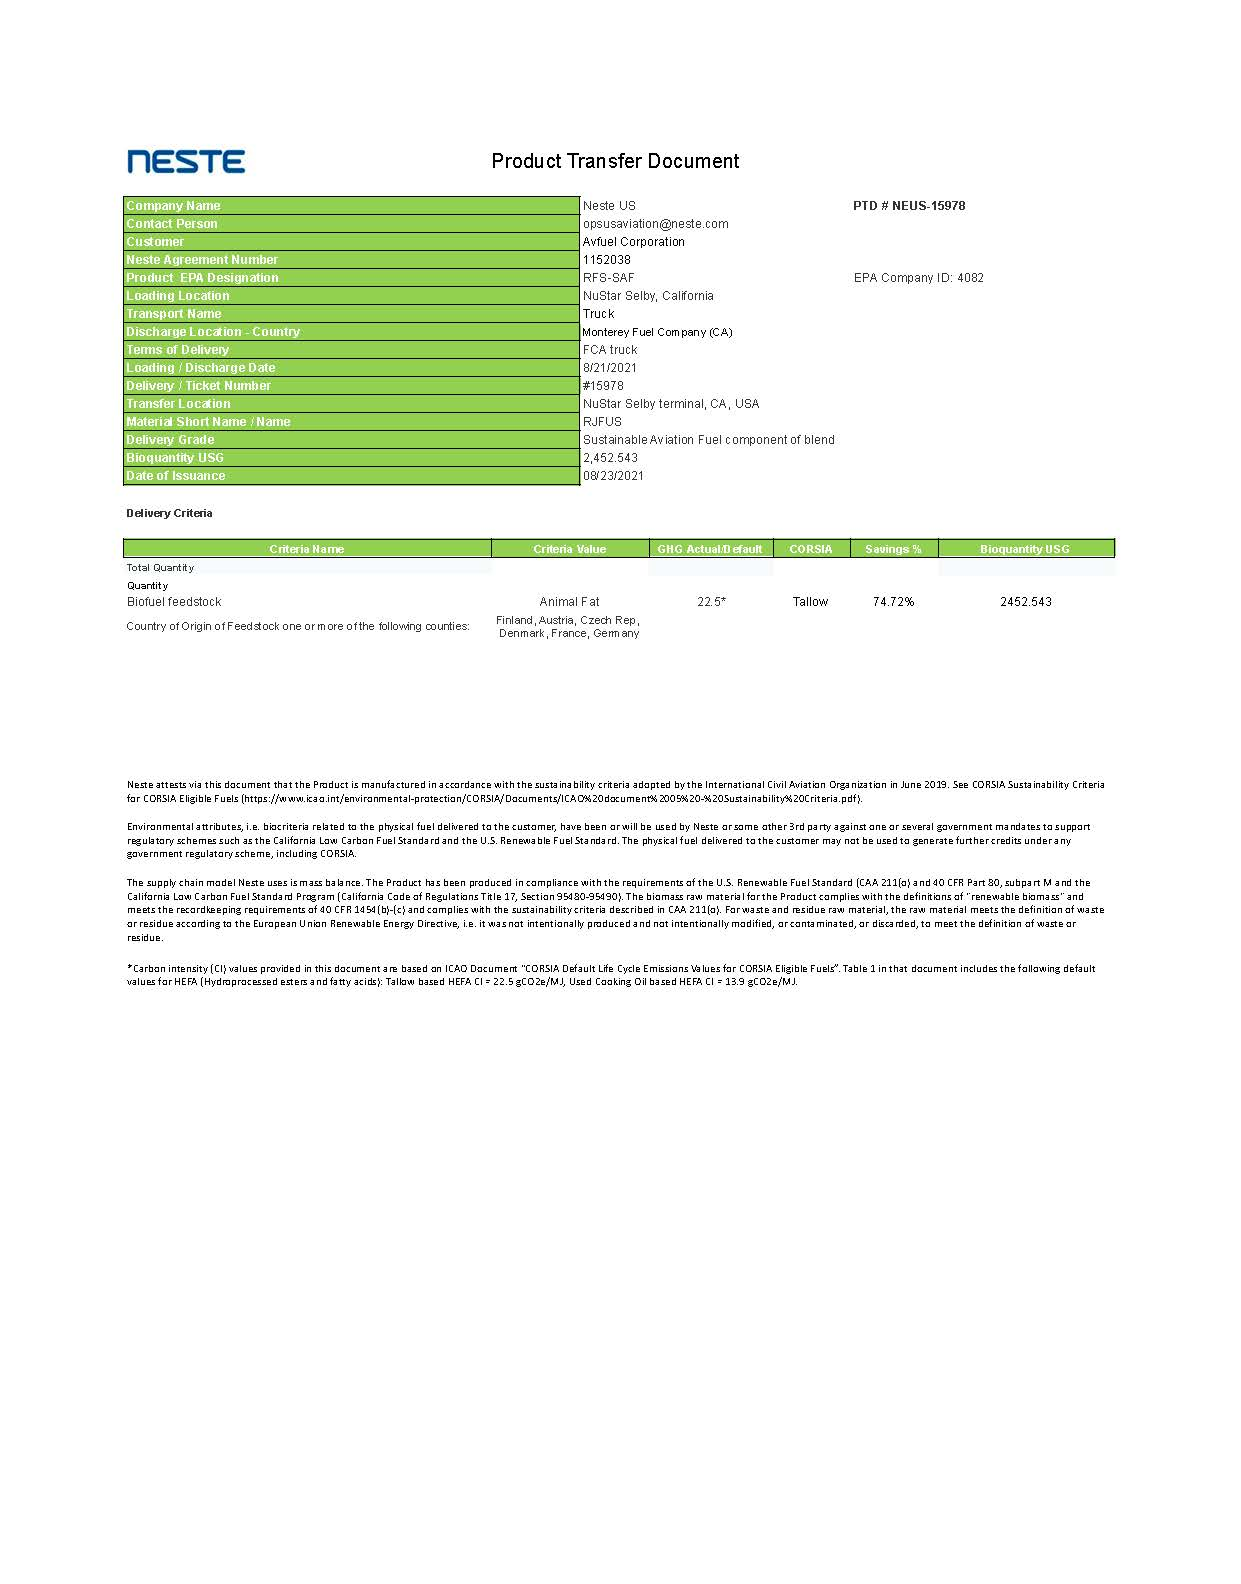 NESTE
Product Transfer Document
Company Name Neste US PTD # NEUS-15978
Contact Person opsusaviation@neste.com
Customer Avfuel Corporation
Neste Agreement Number 1152038
Product EPA Designation RFS-SAF EPA Company ID: 4082
Loading Location NuStar Selby, California
Transport Name Truck
Discharge Location - Country Monterey Fuel Company (CA)
Terms of Delivery FCA truck
Loading / Discharge Date 8/21/2021
Delivery / Ticket Number #15978
Transfer Location NuStar Selby terminal, CA, USA
Material Short Name / Name RJFUS
Delivery Grade Sustainable Aviation Fuel component of blend
Bioquantity USG 2,452.543
Date of Issuance 08/23/2021
Delivery Criteria
Criteria Name Criteria Value GHG Actual/Default CORSIA Savings % Bioquantity USG
Total Quantity
Quantity
Biofuel feedstock Animal Fat 22.5* Tallow 74.72% 2452.543
Country of Origin of Feedstock one or more of the following counties: Finland, Austria, Czech Rep,
Denmark, France, Germany
Neste attests via this document that the Product is manufactured in accordance with the sustainability criteria adopted by the International Civil Aviation Organization in June 2019. See CORSIA Sustainability Criteria
for CORSIA Eligible Fuels (https://www.icao.int/environmental-protection/CORSIA/Documents/ICAO%20document%2005%20-%20Sustainability%20Criteria.pdf).
Environmental attributes, i.e. biocriteria related to the physical fuel delivered to the customer, have been or will be used by Neste or some other 3rd party against one or several government mandates to support
regulatory schemes such as the California Low Carbon Fuel Standard and the U.S. Renewable Fuel Standard. The physical fuel delivered to the customer may not be used to generate further credits under any
government regulatory scheme, including CORSIA.
The supply chain model Neste uses is mass balance. The Product has been produced in compliance with the requirements of the U.S. Renewable Fuel Standard (CAA 211(o) and 40 CFR Part 80, subpart M and the
California Low Carbon Fuel Standard Program (California Code of Regulations Title 17, Section 95480-95490). The biomass raw material for the Product complies with the definitions of "renewable biomass" and
meets the recordkeeping requirements of 40 CFR 1454(b)-(c) and complies with the sustainability criteria described in CAA 211(o). For waste and residue raw material, the raw material meets the definition of waste
or residue according to the European Union Renewable Energy Directive, i.e. it was not intentionally produced and not intentionally modified, or contaminated, or discarded, to meet the definition of waste or
residue.
*Carbon intensity (CI) values provided in this document are based on ICAO Document "CORSIA Default Life Cycle Emissions Values for CORSIA Eligible Fuels". Table 1 in that document includes the following default
values for HEFA (Hydroprocessed esters and fatty acids): Tallow based HEFA CI = 22.5 gCO2e/MJ, Used Cooking Oil based HEFA CI = 13.9 gCO2e/MJ.